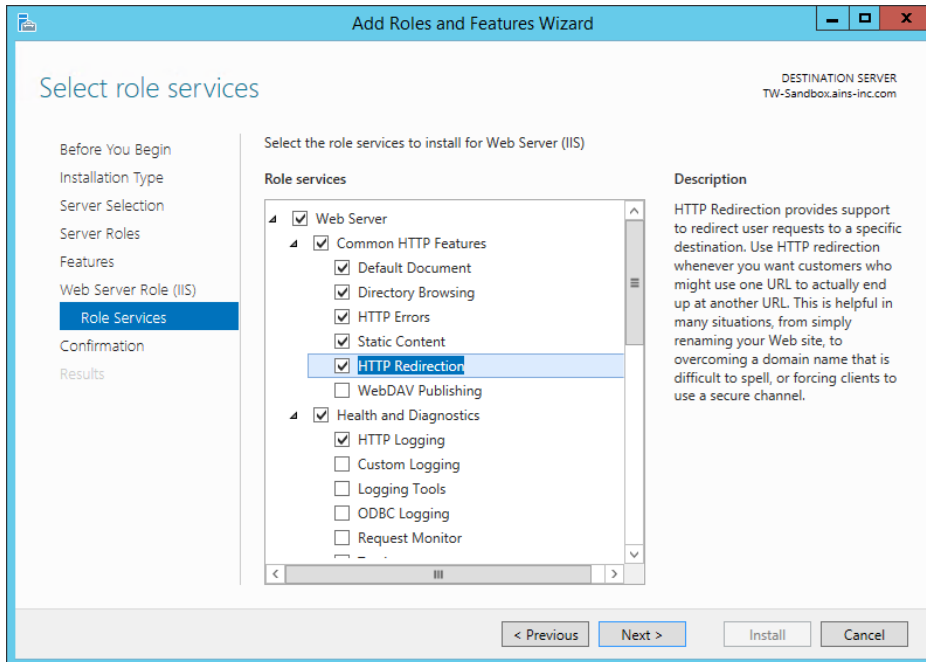 Add Roles and Features Wizard
Select role services
DESTINATION SERVER
TW-Sandbox.ains-inc.com
Before You Begin
Installation Type
Server Selection
Server Roles
Features
Web Server Role (IIS)
Role Services
Confirmation
Results
Select the role services to install for Web Server (IIS)
Role services
Web Server
Common HTTP Features
Default Document
Directory Browsing
HTTP Errors
Static Content
HTTP Redirection
WebDAV Publishing
Health and Diagnostics
HTTP Logging
Custom Logging
Logging Tools
ODBC Logging
Request Monitor
Description
HTTP Redirection provides support
to redirect user requests to a specific
destination. Use HTTP redirection
whenever you want customers who
might use one URL to actually end
up at another URL. This is helpful in
many situations, from simply
renaming your Web site, to
overcoming a domain name that is
difficult to spell, or forcing clients to
use a secure channel.
< Previous
Next >
Install
Cancel